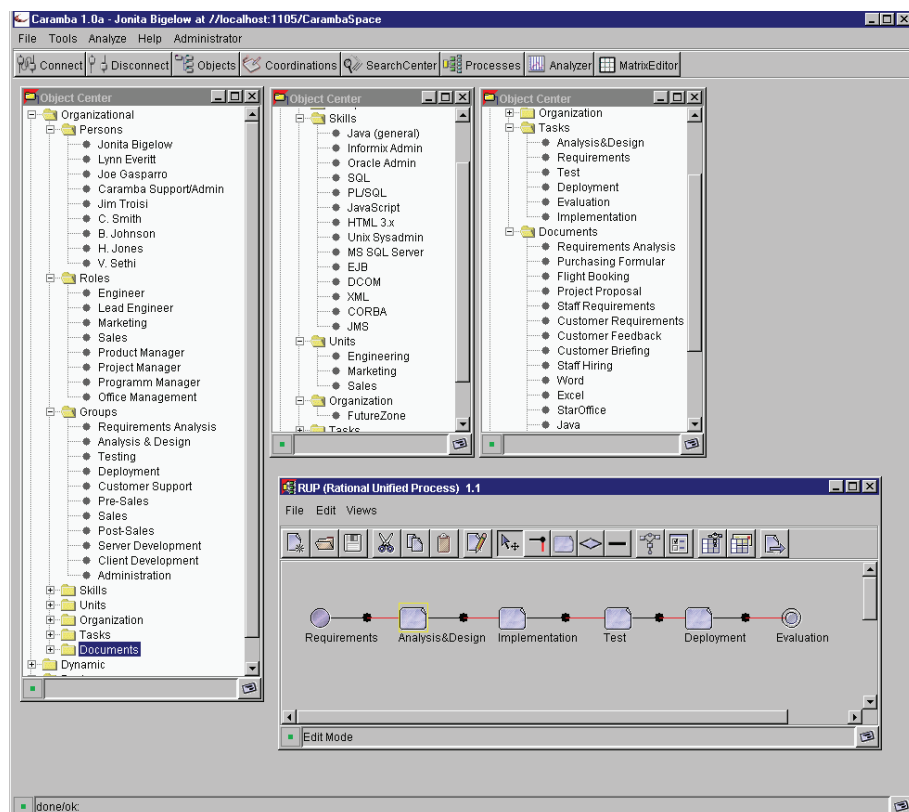 Caramba 1.0a - Jonita Bigelow at //localhost:1105/CarambaSpace
File Tools Analyze Help Administrator
Connect Disconnect Objects Coordinations SearchCenter Processes Analyzer MatrixEditor
Object Center
Organizational
Persons
Jonita Bigelow
Lynn Everitt
Joe Gasparro
Caramba Support/Admin
Jim Troisi
C. Smith
B. Johnson
H. Jones
V. Sethi
Roles
Engineer
Lead Engineer
Marketing
Sales
Product Manager
Project Manager
Programm Manager
Office Management
Groups
Requirements Analysis
Analysis & Design
Testing
Deployment
Customer Support
Pre-Sales
Sales
Post-Sales
Server Development
Client Development
Administration
Skills
Units
Organization
Tasks
Documents
Dynamic
Object Center
Skills
Java (general)
Informix Admin
Oracle Admin
SQL
PL/SQL
JavaScript
HTML 3.x
Unix Sysadmin
MS SQL Server
EJB
DCOM
XML
CORBA
JMS
Units
Engineering
Marketing
Sales
Organization
FutureZone
Tasks
Object Center
Organization
Tasks
Analysis&Design
Requirements
Test
Deployment
Evaluation
Implementation
Documents
Requirements Analysis
Purchasing Formular
Flight Booking
Project Proposal
Staff Requirements
Customer Requirements
Customer Feedback
Customer Briefing
Staff Hiring
Word
Excel
StarOffice
Java
RUP (Rational Unified Process) 1.1
File Edit Views
Requirements Analysis&Design Implementation Test Deployment Evaluation
Edit Mode
done/ok: